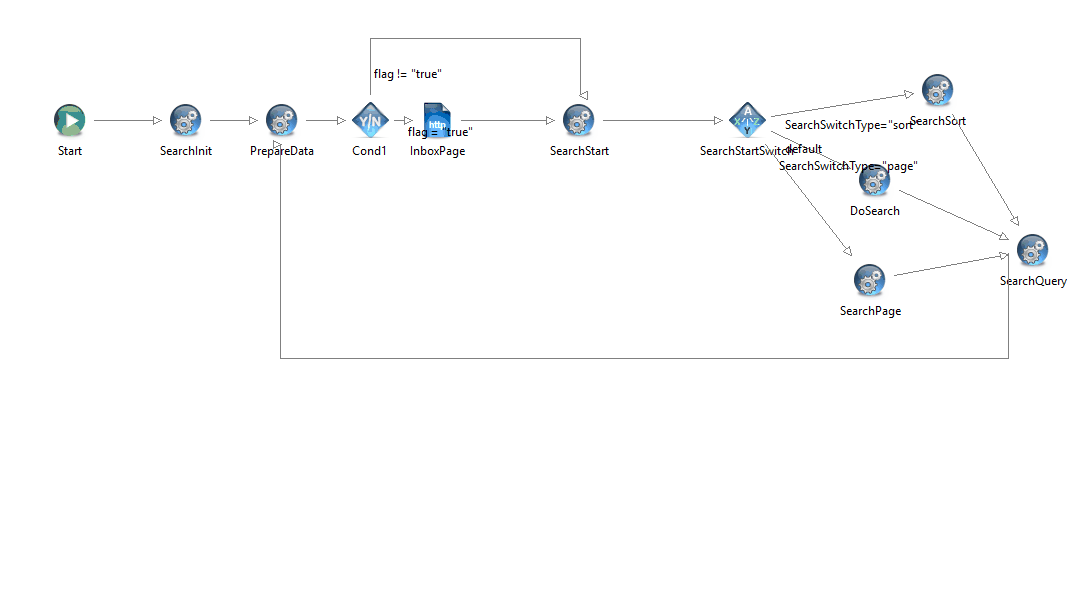 flag != "true"
http
flag = "true"
Y/N
A
X
Z
Y
Start
SearchInit
PrepareData
Cond1
InboxPage
SearchStart
SearchStartSwitch
SearchSwitchType="sort"
SearchSort
default
SearchSwitchType="page"
DoSearch
SearchQuery
SearchPage